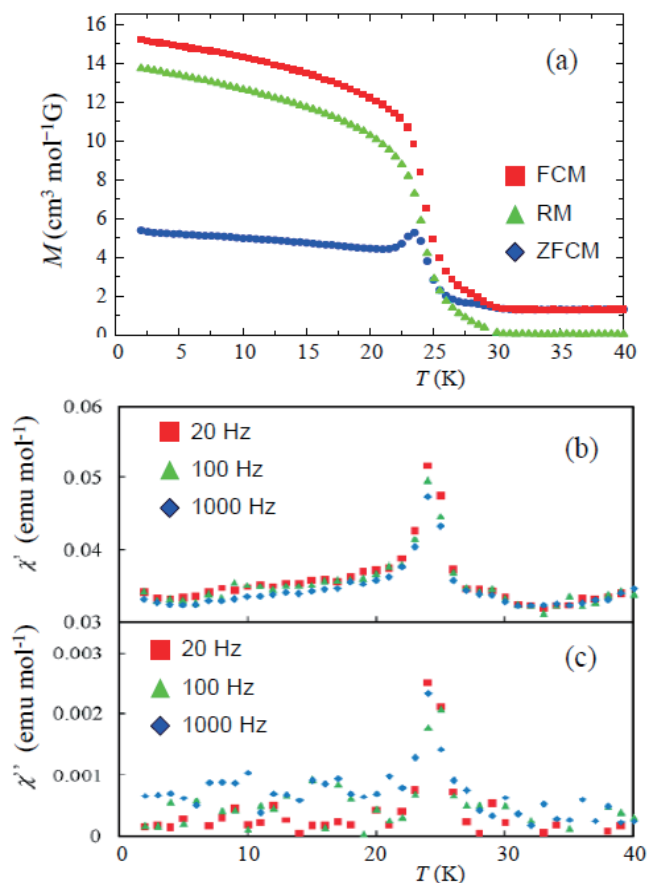 16
14
12
10
8
6
4
2
0
M (cm³ mol⁻¹G)
(a)
FCM
RM
ZFCM
0 5 10 15 20 25 30 35 40
T (K)
0.06
0.05
0.04
0.03
χ' (emu mol⁻¹)
20 Hz
100 Hz
1000 Hz
(b)
0.003
0.002
0.001
0
χ'' (emu mol⁻¹)
20 Hz
100 Hz
1000 Hz
(c)
0 10 20 30 40
T (K)